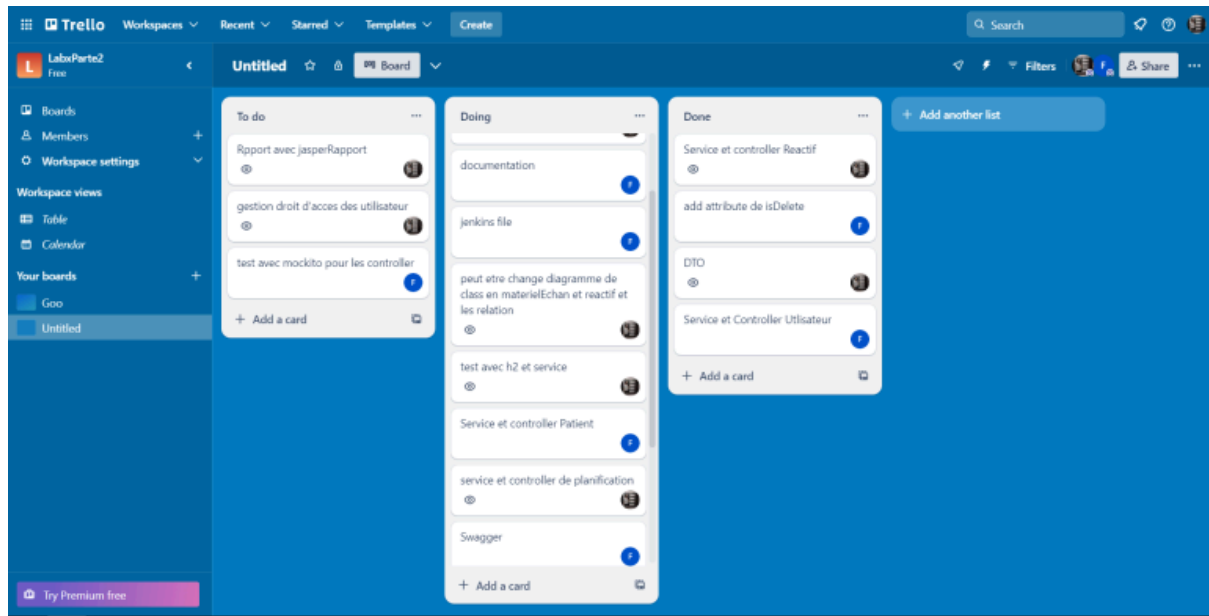 Trello
Workspaces
Recent
Starred
Templates
Create
Search
L
LabxParte2
Free
Untitled
Board
Filters
F
Share
Boards
Members
Workspace settings
Workspace views
Table
Calendar
Your boards
Goo
Untitled
Try Premium free
To do
Rpport avec jasperRapport
gestion droit d'acces des utilisateur
test avec mockito pour les controller
F
+ Add a card
Doing
documentation
F
jenkins file
F
peut etre change diagramme de
class en materielEchan et reactif et
les relation
test avec h2 et service
Service et controller Patient
F
service et controller de planification
Swagger
F
+ Add a card
Done
Service et controller Reactif
add attribute de isDelete
F
DTO
Service et Controller Utlisateur
F
+ Add a card
+ Add another list